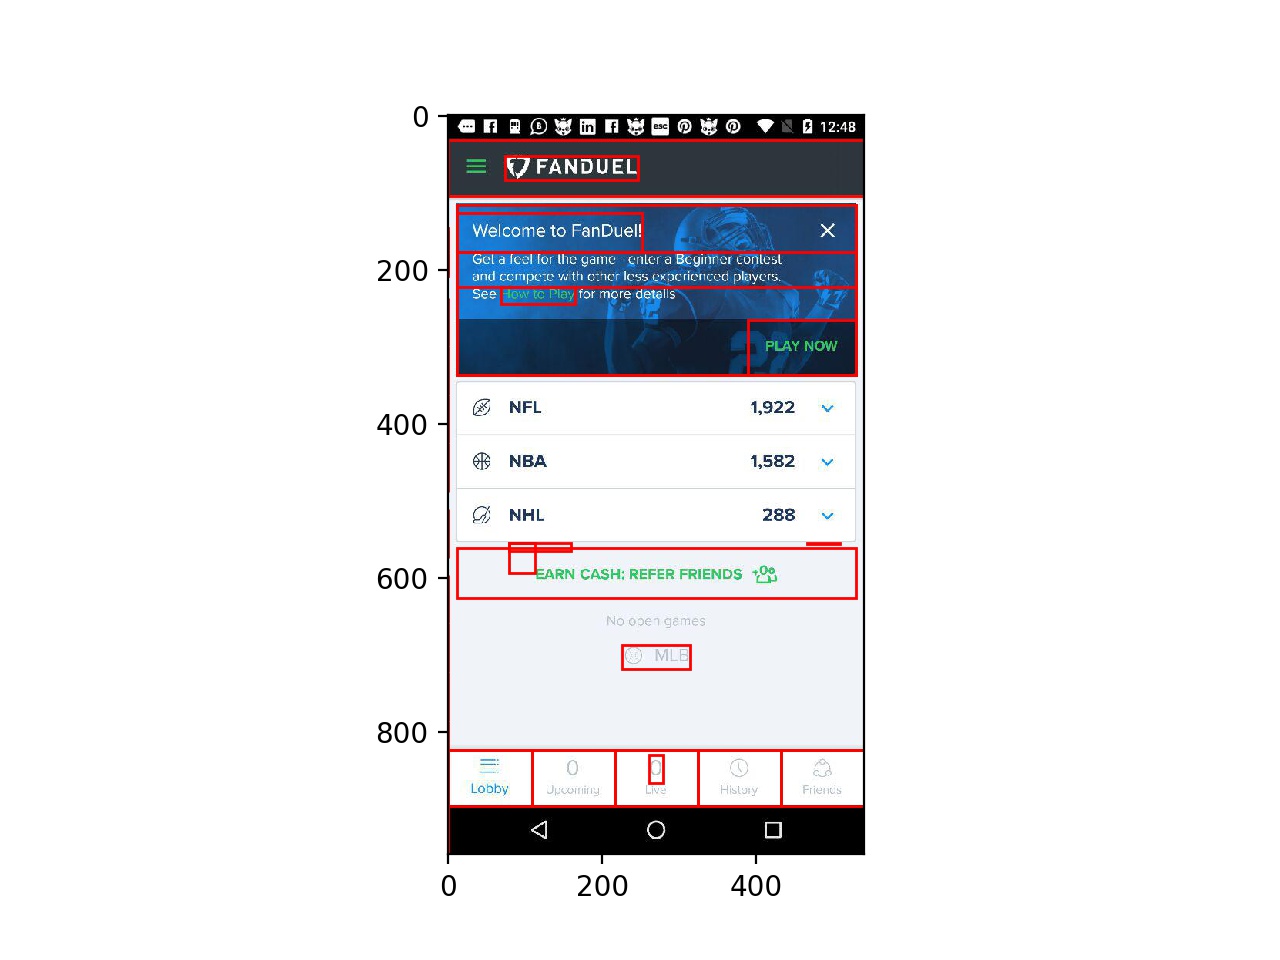 0
12:48
FANDUEL
Welcome to FanDuel!
200
Get a feel for the game enter a Beginner contest
and compete with other less experienced players.
See How to Play for more details
PLAY NOW
400
NFL 1,922
NBA 1,582
NHL 288
600
EARN CASH: REFER FRIENDS
No open games
MLB
800
0 0
Lobby Upcoming Live History Friends
0 200 400